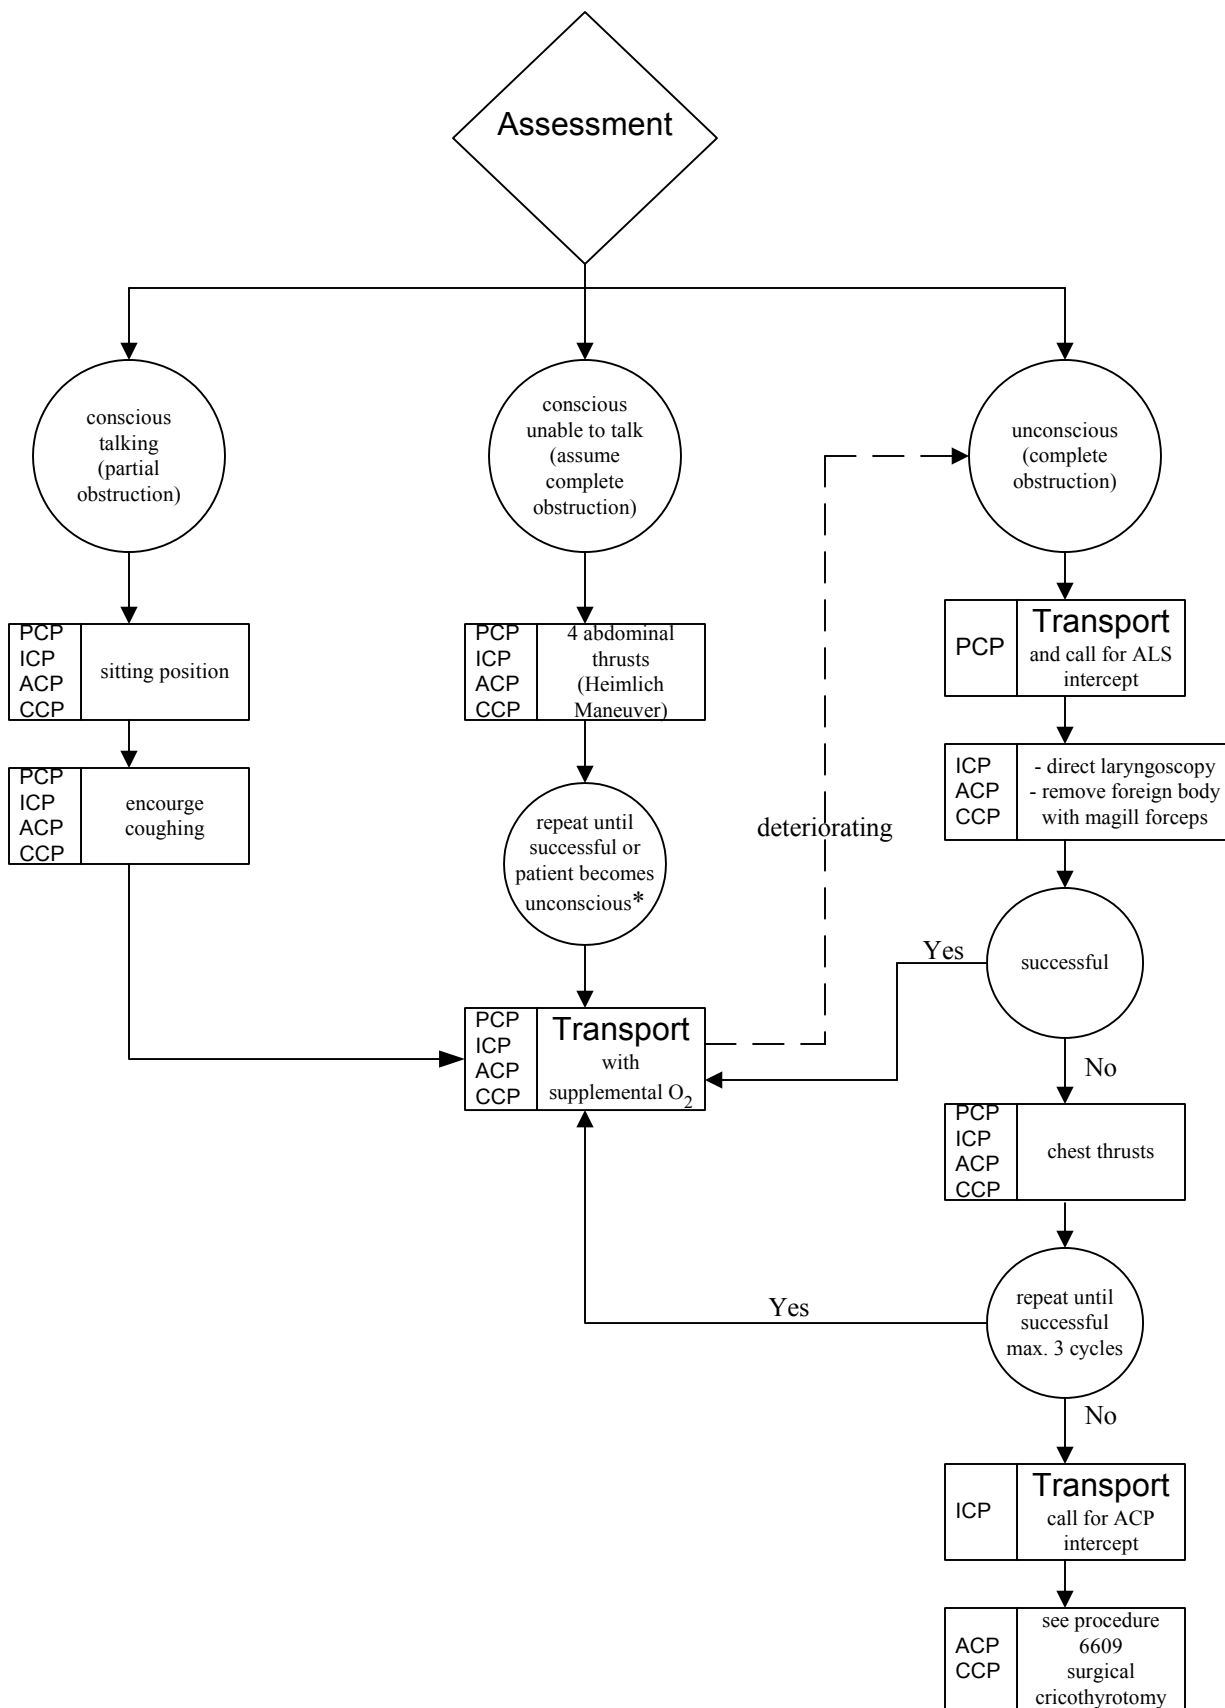 Assessment
conscious
talking
(partial
obstruction)
conscious
unable to talk
(assume
complete
obstruction)
unconscious
(complete
obstruction)
PCP
ICP
ACP
CCP
sitting position
PCP
ICP
ACP
CCP
4 abdominal
thrusts
(Heimlich
Maneuver)
PCP
Transport
and call for ALS
intercept
PCP
ICP
ACP
CCP
encourge
coughing
repeat until
successful or
patient becomes
unconscious*
deteriorating
ICP
ACP
CCP
- direct laryngoscopy
- remove foreign body
with magill forceps
Yes
successful
No
PCP
ICP
ACP
CCP
Transport
with
supplemental O2
PCP
ICP
ACP
CCP
chest thrusts
Yes
repeat until
successful
max. 3 cycles
No
ICP
Transport
call for ACP
intercept
ACP
CCP
see procedure
6609
surgical
cricothyrotomy